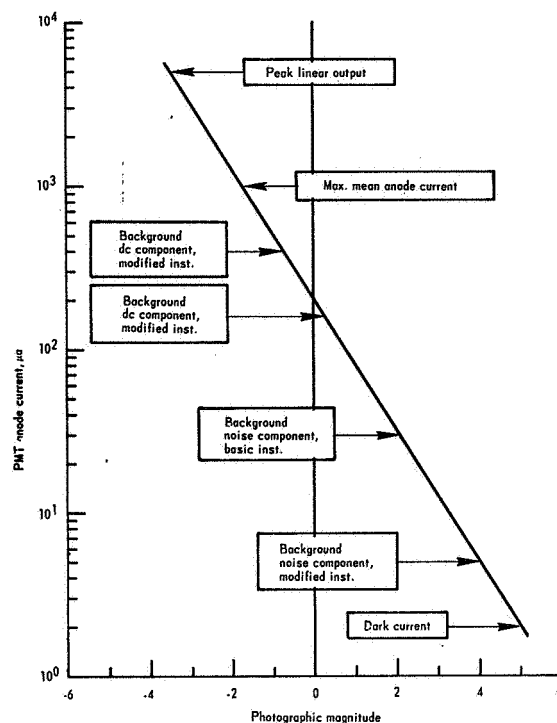 10⁴
Peak linear output
10³
Max. mean anode current
Background
dc component,
modified inst.
Background
dc component,
modified inst.
10²
PMT anode current, μa
Background
noise component,
basic inst.
10¹
Background
noise component,
modified inst.
Dark current
10⁰
-6 -4 -2 0 2 4
Photographic magnitude